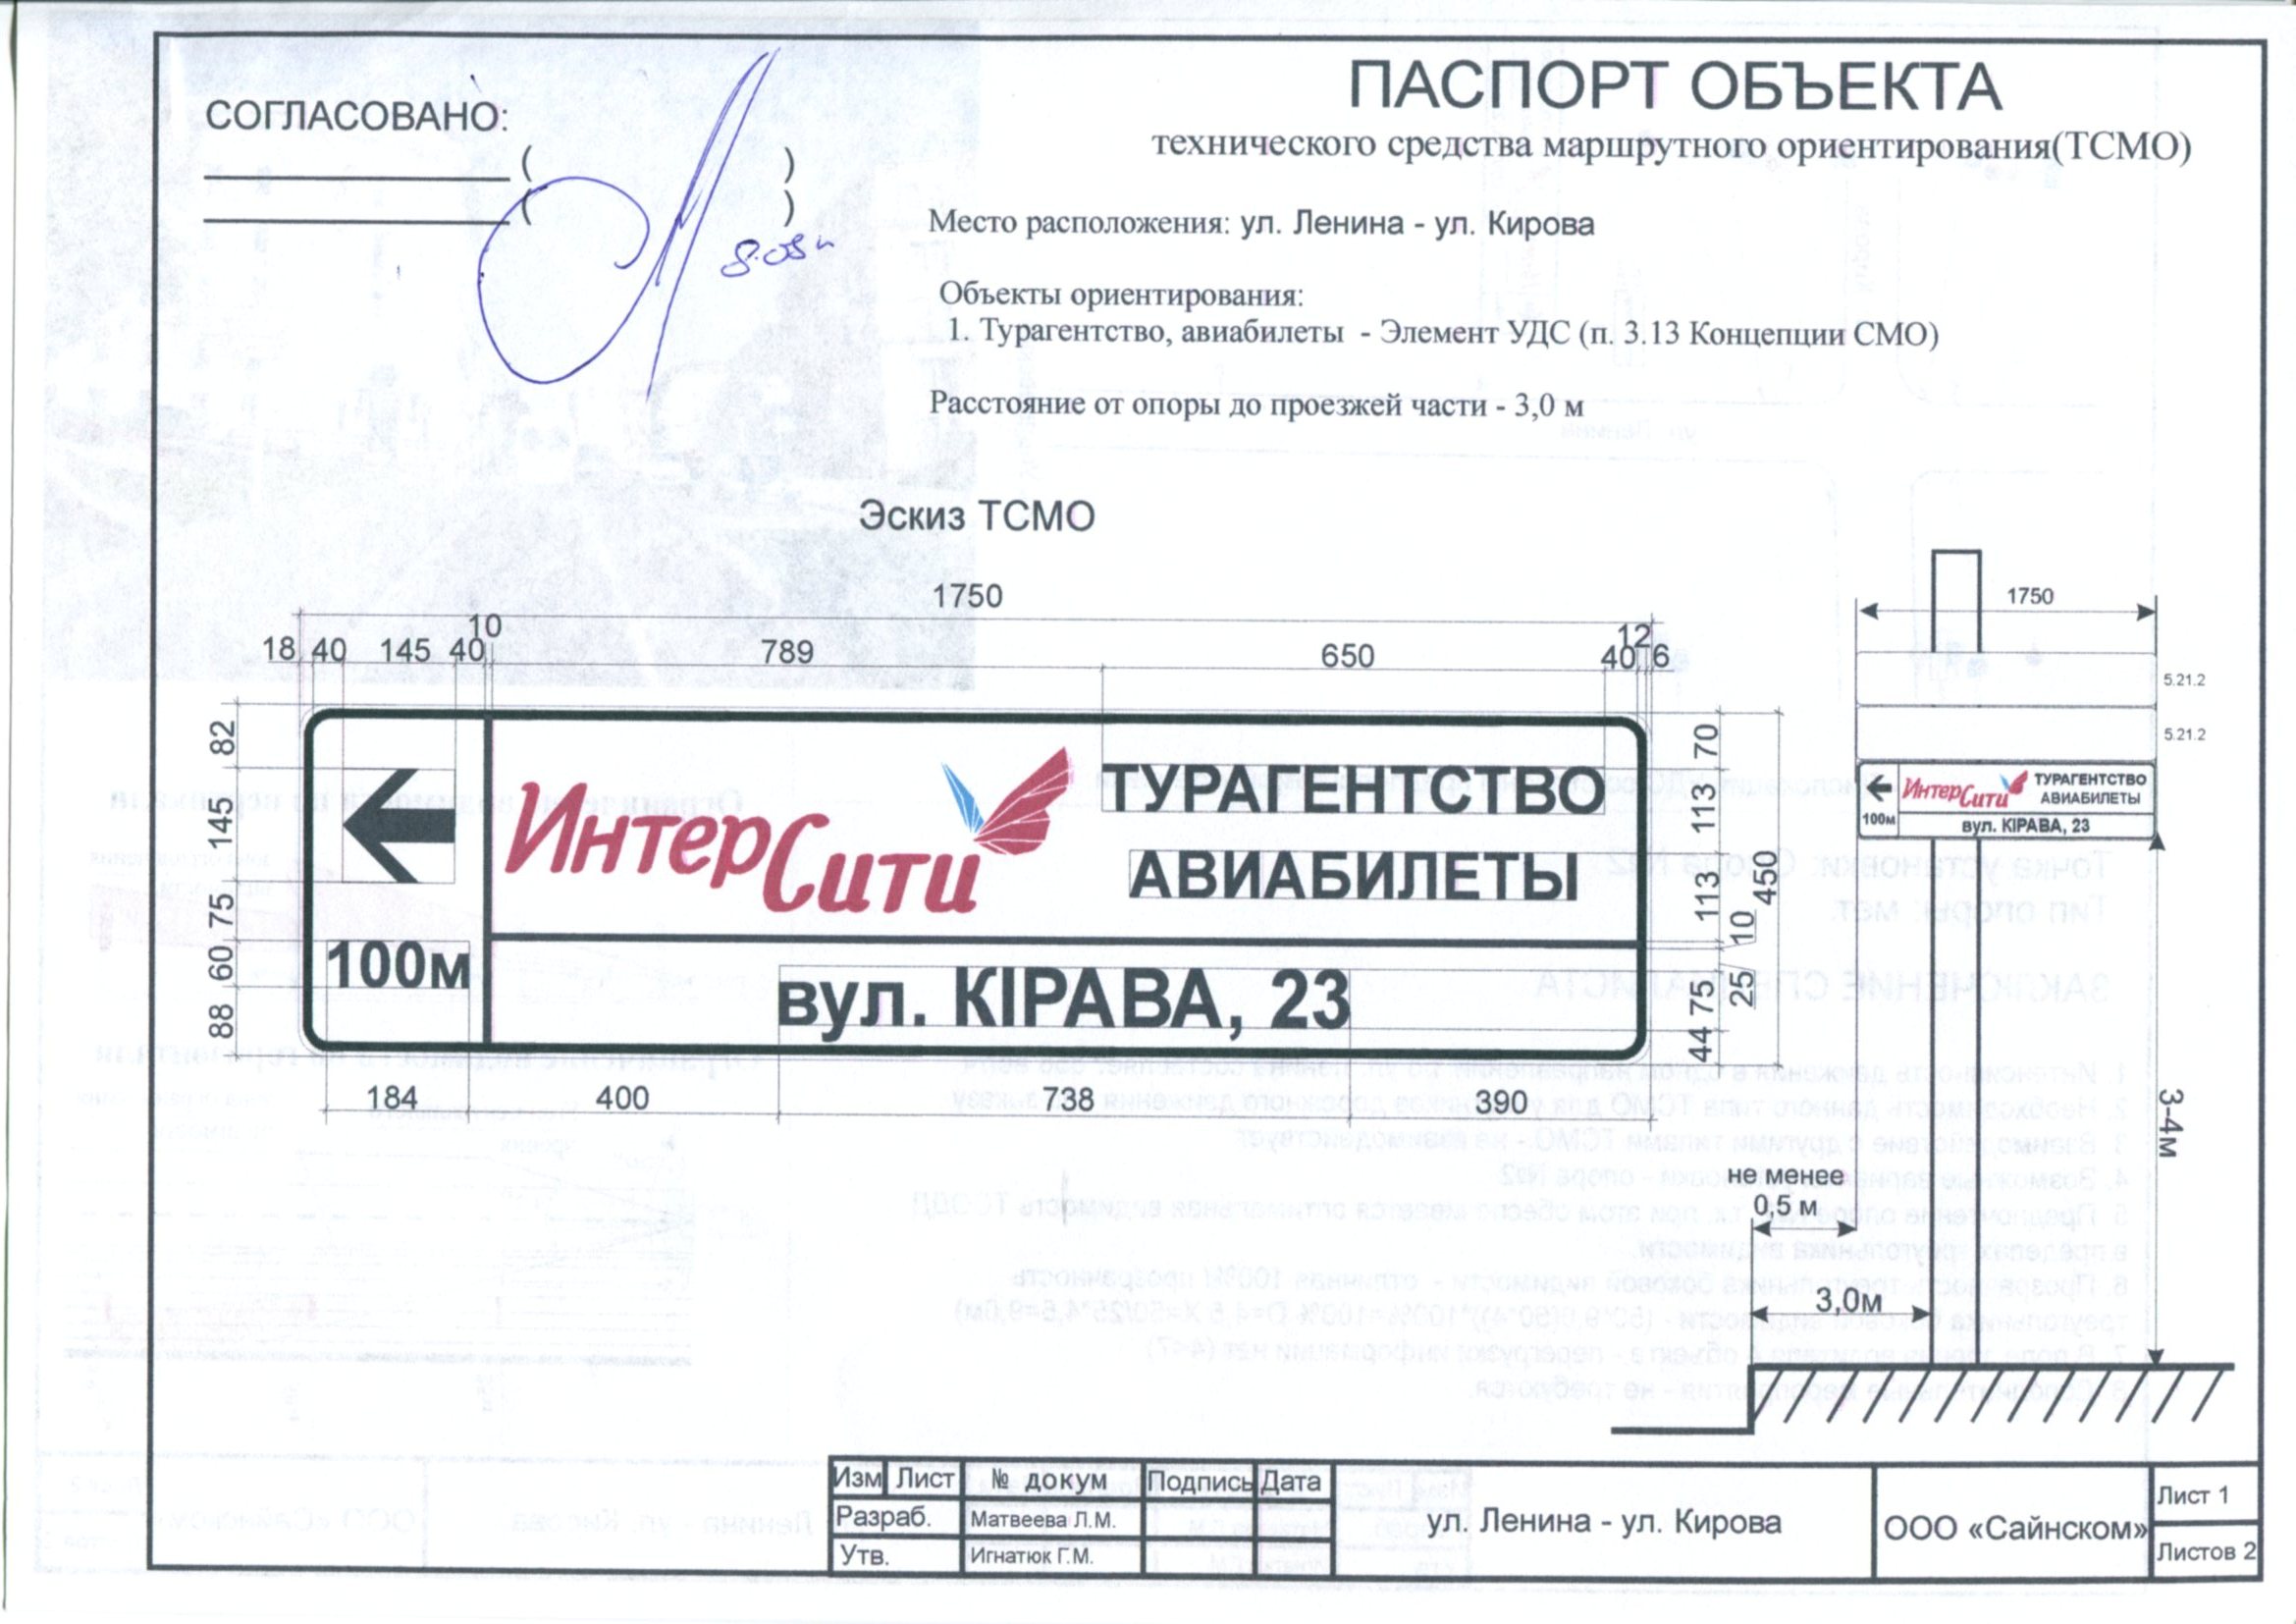 СОГЛАСОВАНО:
( )
( )
ПАСПОРТ ОБЪЕКТА
технического средства маршрутного ориентирования(ТСМО)
Место расположения: ул. Ленина - ул. Кирова
Объекты ориентирования:
1. Турагентство, авиабилеты - Элемент УДС (п. 3.13 Концепции СМО)
Расстояние от опоры до проезжей части - 3,0 м
Эскиз ТСМО
1750
10
12
18 40 145 40 789 650 40 6
82
145
75
60
88
ИнтерСити
ТУРАГЕНТСТВО
АВИАБИЛЕТЫ
100м
вул. КІРАВА, 23
70
113
113
10
450
25
75
44
184 400 738 390
1750
5.21.2
5.21.2
ИнтерСити
ТУРАГЕНТСТВО
АВИАБИЛЕТЫ
100м
вул. КІРАВА, 23
3-4м
не менее
0,5 м
3,0м
Изм Лист № докум Подпись Дата
Разраб. Матвеева Л.М.
Утв. Игнатюк Г.М.
ул. Ленина - ул. Кирова
ООО «Сайнском»
Лист 1
Листов 2